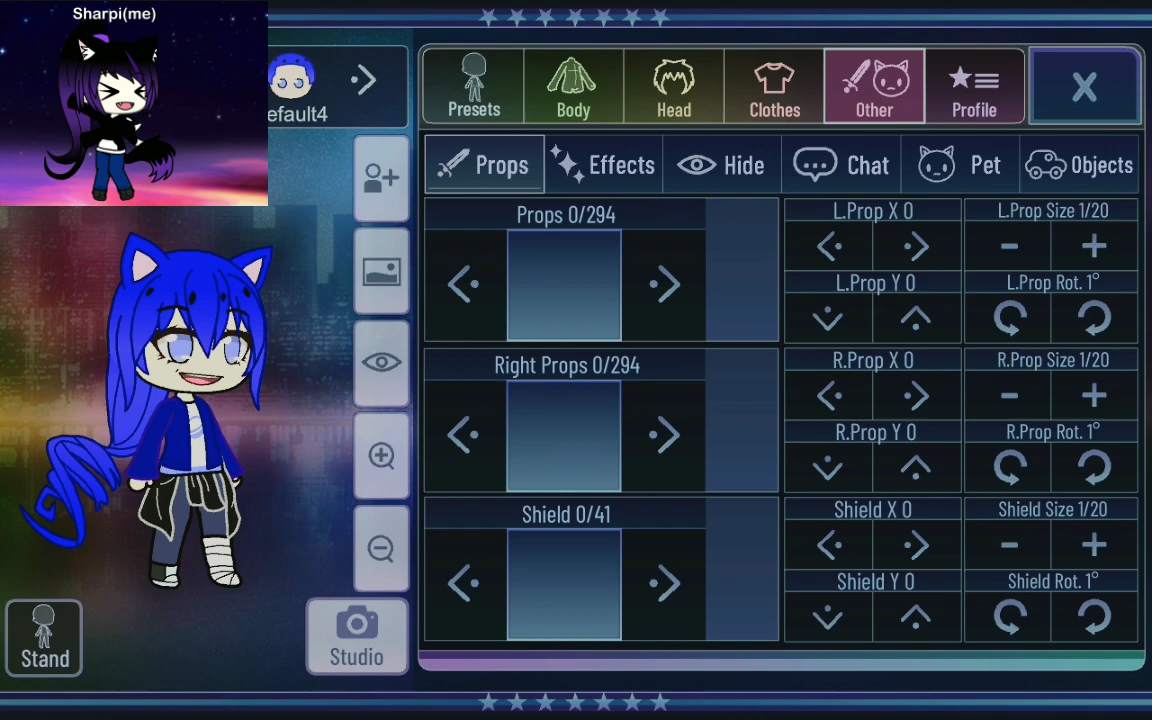 Sharpi(me)
efault4
Presets
Body
Head
Clothes
Other
Profile
X
Props
Effects
Hide
Chat
Pet
Objects
Props 0/294
L.Prop X 0
L.Prop Size 1/20
L.Prop Y 0
L.Prop Rot. 1°
Right Props 0/294
R.Prop X 0
R.Prop Size 1/20
R.Prop Y 0
R.Prop Rot. 1°
Shield 0/41
Shield X 0
Shield Size 1/20
Shield Y 0
Shield Rot. 1°
Stand
Studio